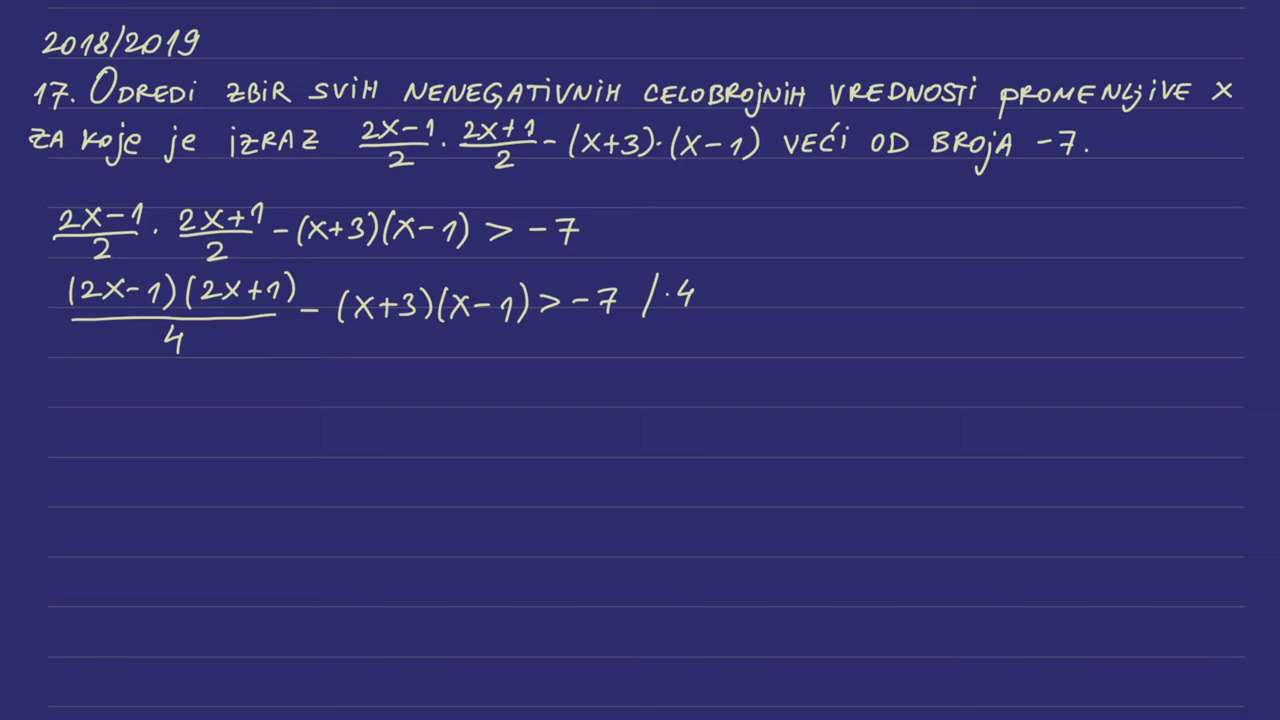 2018/2019
17. ODREDI ZBIR SVIH NENEGATIVNIH CELOBROJNIH VREDNOSTI PROMENLJIVE X
ZA KOJE JE IZRAZ (2X-1)/2 · (2X+1)/2 - (X+3)·(X-1) VEĆI OD BROJA -7.
(2X-1)/2 · (2X+1)/2 - (X+3)(X-1) > -7
(2X-1)(2X+1)/4 - (X+3)(X-1) > -7 /·4